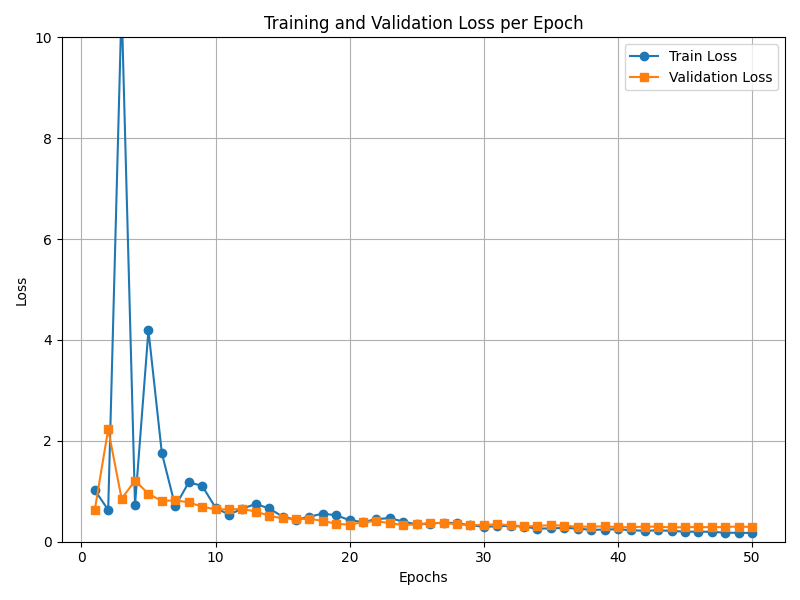 Training and Validation Loss per Epoch
Train Loss
Validation Loss
Loss
10
8
6
4
2
0
0 10 20 30 40 50
Epochs